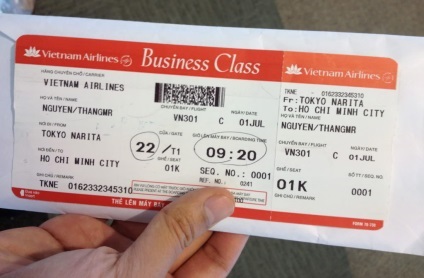 Vietnam Airlines
Business Class
Vietnam Airlines
HÃNG CHUYÊN CHỞ/CARRIER
VIETNAM AIRLINES
HỌ VÀ TÊN/NAME
NGUYEN/THANGMR
CHUYẾN BAY/FLIGHT
NGÀY/DATE
VN301 C 01JUL
NƠI ĐI/FROM
TOKYO NARITA
CỬA/GATE
GIỜ LÊN MÁY BAY/BOARDING TIME
22/T1
09:20
NƠI ĐẾN/TO
HO CHI MINH CITY
GHẾ/SEAT
01K
SEQ. NO.: 0001
REF. NO.: 0241
GHI CHÚ/REMARK
TKNE 0162332345310
THẺ LÊN MÁY BAY
TKNE - 0162332345310
Fr:TOKYO NARITA
To:HO CHI MINH CITY
HỌ VÀ TÊN/NAME
NGUYEN/THANGMR
CHUYẾN BAY/FLIGHT
NGÀY/DATE
VN301 C 01JUL
GHẾ/SEAT
01K
0001
GHI CHÚ/REMARK